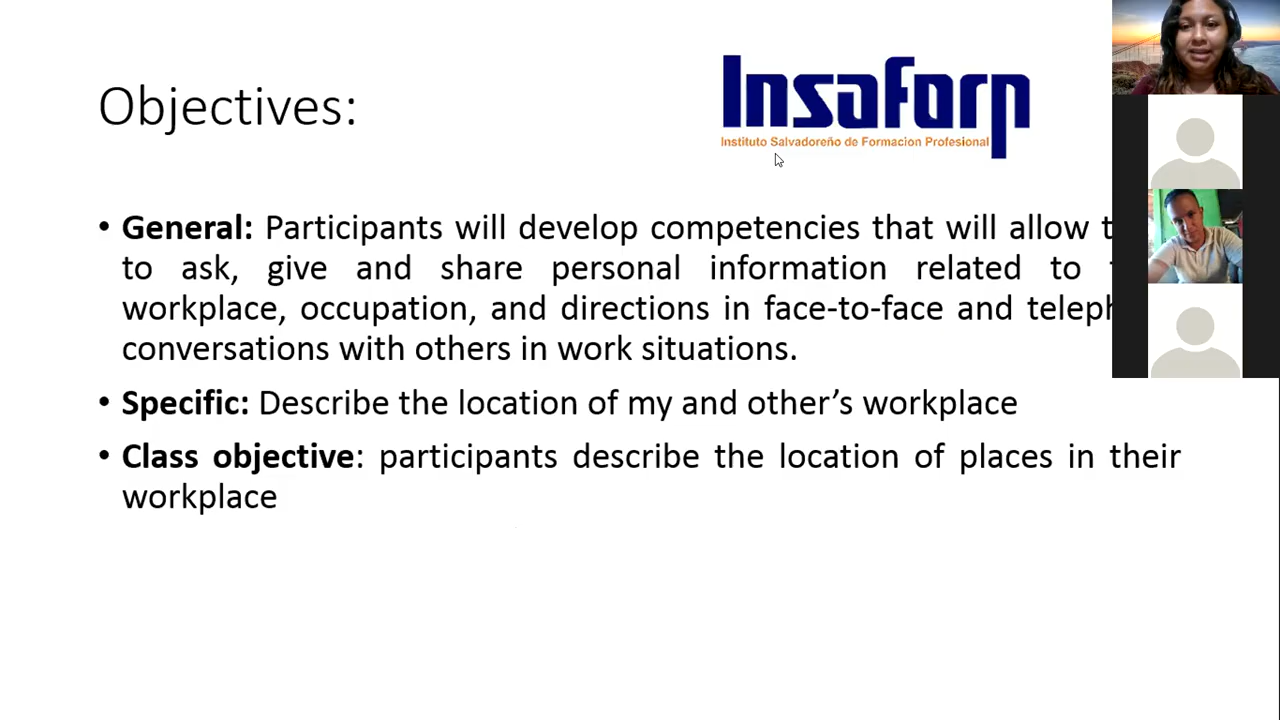 Objectives:
Insaforp
Instituto Salvadoreño de Formacion Profesional
• General: Participants will develop competencies that will allow
to ask, give and share personal information related to
workplace, occupation, and directions in face-to-face and
conversations with others in work situations.
• Specific: Describe the location of my and other’s workplace
• Class objective: participants describe the location of places in their
workplace